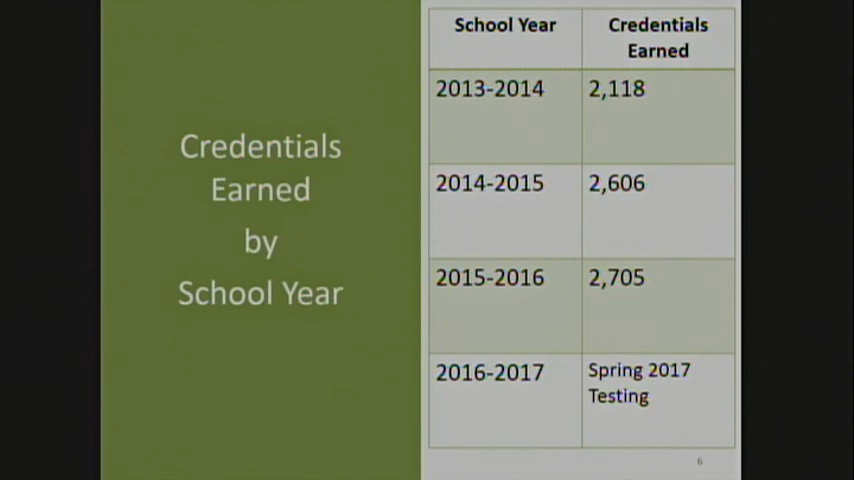 Credentials
Earned
by
School Year
School Year
Credentials
Earned
2013-2014
2,118
2014-2015
2,606
2015-2016
2,705
2016-2017
Spring 2017
Testing
6